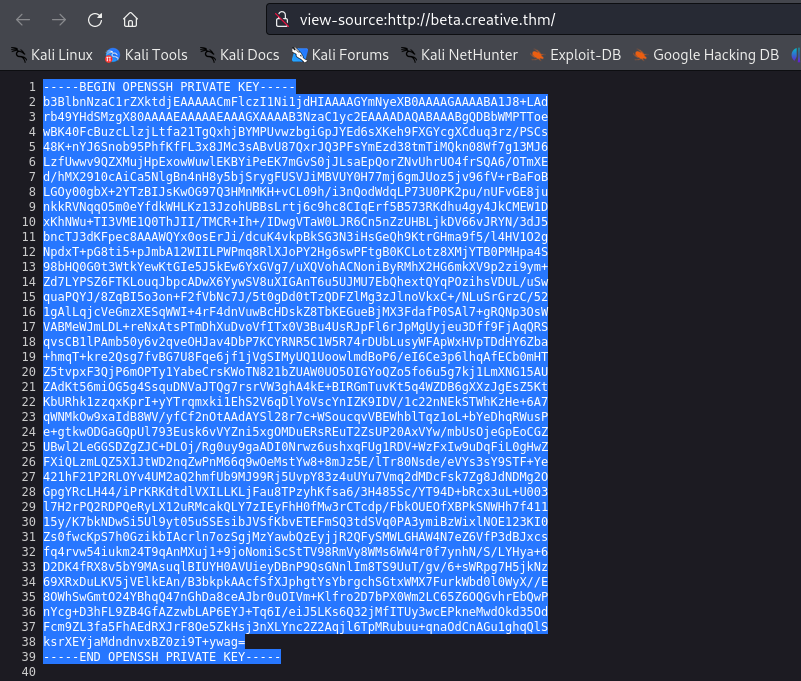 view-source:http://beta.creative.thm/
Kali Linux Kali Tools Kali Docs Kali Forums Kali NetHunter Exploit-DB Google Hacking DB
1 -----BEGIN OPENSSH PRIVATE KEY-----
2 b3BlbnNzaC1rZXktdjEAAAAACmFlczI1Ni1jdHIAAAAGYmNyeXB0AAAAGAAAABA1J8+LAd
3 rb49YHdSMzgX80AAAAEAAAAAEAAAGXAAAAB3NzaC1yc2EAAAADAQABAAABgQDBbWMPTToe
4 wBK40FcBuzcLlzjLtfa21TgQxhjBYMPUvwzbgiGpJYEd6sXKeh9FXGYcgXCduq3rz/PSCs
5 48K+nYJ6Snob95PhfKfFL3x8JMc3sABvU87QxrJQ3PFsYmEzd38tmTiMQkn08Wf7g13MJ6
6 LzfUwwv9QZXMujHpExowWuwlEKBYiPeEK7mGvS0jJLsaEpQorZNvUhrUO4frSQA6/OTmXE
7 d/hMX2910cAiCa5NlgBn4nH8y5bjSrygFUSVJiMBVUY0H77mj6gmJUoz5jv96fV+rBaFoB
8 LGOy00gbX+2YTzBIJsKwOG97Q3HMnMKH+vCL09h/i3nQodWdqLP73U0PK2pu/nUFvGE8ju
9 nkkRVNqqO5m0eYfdkWHLKz13JzohUBBsLrtj6c9hc8CIqErf5B573RKdhu4gy4JkCMEW1D
10 xKhNWu+TI3VME1Q0ThJII/TMCR+Ih+/IDwgVTaW0LJR6Cn5nZzUHBLjkDV66vJRYN/3dJ5
11 bncTJ3dKFpec8AAAWQYx0osErJi/dcuK4vkpBkSG3N3iHsGeQh9KtrGHma9f5/l4HV1O2g
12 NpdxT+pG8ti5+pJmbA12WIILPWPmq8RlXJoPY2Hg6swPFtgB0KCLotz8XMjYTB0PMHpa4S
13 98bHQ0G0t3WtkYewKtGIe5J5kEw6YxGVg7/uXQVohACNoniByRMhX2HG6mkXV9p2zi9ym+
14 Zd7LYPSZ6FTKLouqJbpcADwX6YywSV8uXIGAnT6u5UJMU7EbQhextQYqPOzihsVDUL/uSw
15 quaPQYJ/8ZqBI5o3on+F2fVbNc7J/5t0gDd0tTzQDFZlMg3zJlnoVkxC+/NLuSrGrzC/52
16 1gAlLqjcVeGmzXESqWWI+4rF4dnVuwBcHDskZ8TbKEGueBjMX3FdafP0SAl7+gRQNp3OsW
17 VABMeWJmLDL+reNxAtsPTmDhXuDvoVfITx0V3Bu4UsRJpFl6rJpMgUyjeu3Dff9FjAqQRS
18 qvsCB1lPAmb50y6v2qveOHJav4DbP7KCYRNR5C1W5R74rDUbLusyWFApWxHVpTDdHY6Zba
19 +hmqT+kre2Qsg7fvBG7U8Fqe6jf1jVgSIMyUQ1UoowlmdBoP6/eI6Ce3p6lhqAfECb0mHT
20 Z5tvpxF3QjP6mOPTy1YabeCrsKWoTN821bZUAW0UO5OIGYoQZo5fo6u5g7kj1LmXNG15AU
21 ZAdKt56miOG5g4SsquDNVaJTQg7rsrVW3ghA4kE+BIRGmTuvKt5q4WZDB6gXXzJgEsZ5Kt
22 KbURhk1zzqxKprI+yYTrqmxki1EhS2V6qDlYoVscYnIZK9IDV/1c22nNEkSTWhKzHe+6A7
23 qWNMkOw9xaIdB8WV/yfCf2nOtAAdAYSl28r7c+WSoucqvVBEWhblTqz1oL+bYeDhqRWusP
24 e+gtkwODGaGQpUl793Eusk6vVYZni5xgOMDuERsREuT2ZsUP20AxVYw/mbUsOjeGpEoCGZ
25 UBwl2LeGGSDZgZJC+DLOj/Rg0uy9gaADI0Nrwz6ushxqFUg1RDV+WzFxIw9uDqFiL0gHwZ
26 FXiQLzmLQZ5X1JtWD2nqZwPnM66q9wOeMstYw8+8mJz5E/lTr80Nsde/eVYs3sY9STF+Ye
27 421hF21P2RLOYv4UM2aQ2hmfUb9MJ99Rj5UvpY83z4uUYu7Vmq2dMDcFsk7Zg8JdNDMg2O
28 GpgYRcLH44/iPrKRKdtdlVXILLKLjFau8TPzyhKfsa6/3H485Sc/YT94D+bRcx3uL+U003
29 l7H2rPQ2RDPQeRyLX12uRMcakQLY7zIEyFhH0fMw3rCTcdp/FbkOUEOfXBPkSNWHh7f411
30 15y/K7bkNDwSi5Ul9yt05uSSEsibJVSfKbvETEFmSQ3tdSVq0PA3ymiBzWixlNOE123KI0
31 Zs0fwcKpS7h0GzikbIAcrln7ozSgjMzYawbQzEyjjR2QFySMWLGHAW4N7eZ6VfP3dBJxcs
32 fq4rvw54iukm24T9qAnMXuj1+9joNomiScStTV98RmVy8WMs6WW4r0f7ynhN/S/LYHya+6
33 D2DK4fRX8v5bY9MAsuqlBIUYH0AVUieyDBnP9QsGNnlIm8TS9UuT/gv/6+sWRpg7H5jkNz
34 69XRxDuLKV5jVElkEAn/B3bkpkAAcfSfXJphgtYsYbrgchSGtxWMX7FurkWbd0l0WyX//E
35 8OWhSwGmtO24YBhqQ47nGhDa8ceAJbr0uOIVm+Klfro2D7bPX0Wm2LC65Z6OQGvhrEbQwP
36 nYcg+D3hFL9ZB4GfAZzwbLAP6EYJ+Tq6I/eiJ5LKs6Q32jMfITUy3wcEPkneMwdOkd35Od
37 Fcm9ZL3fa5FhAEdRXJrF8Oe5ZkHsj3nXLYnc2Z2Aqjl6TpMRubuu+qnaOdCnAGu1ghqQlS
38 ksrXEYjaMdndnvxBZ0zi9T+ywag=
39 -----END OPENSSH PRIVATE KEY-----
40